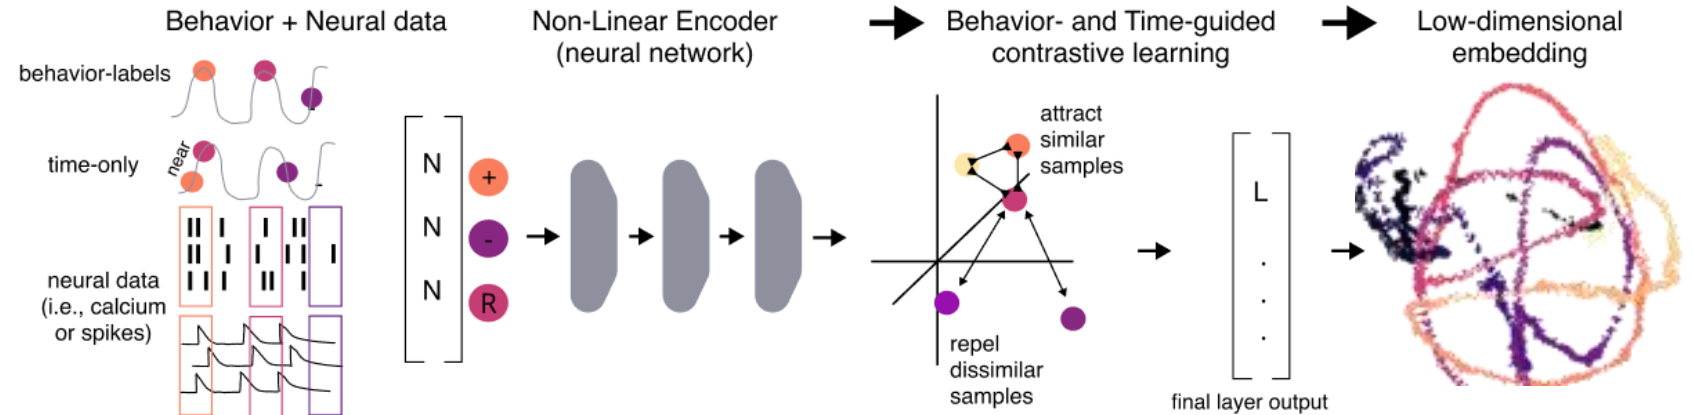 Behavior + Neural data
behavior-labels
-
time-only
near
-
neural data
(i.e., calcium
or spikes)
N
N
N
+
-
R
Non-Linear Encoder
(neural network)
Behavior- and Time-guided
contrastive learning
attract
similar
samples
repel
dissimilar
samples
L
.
.
.
final layer output
Low-dimensional
embedding